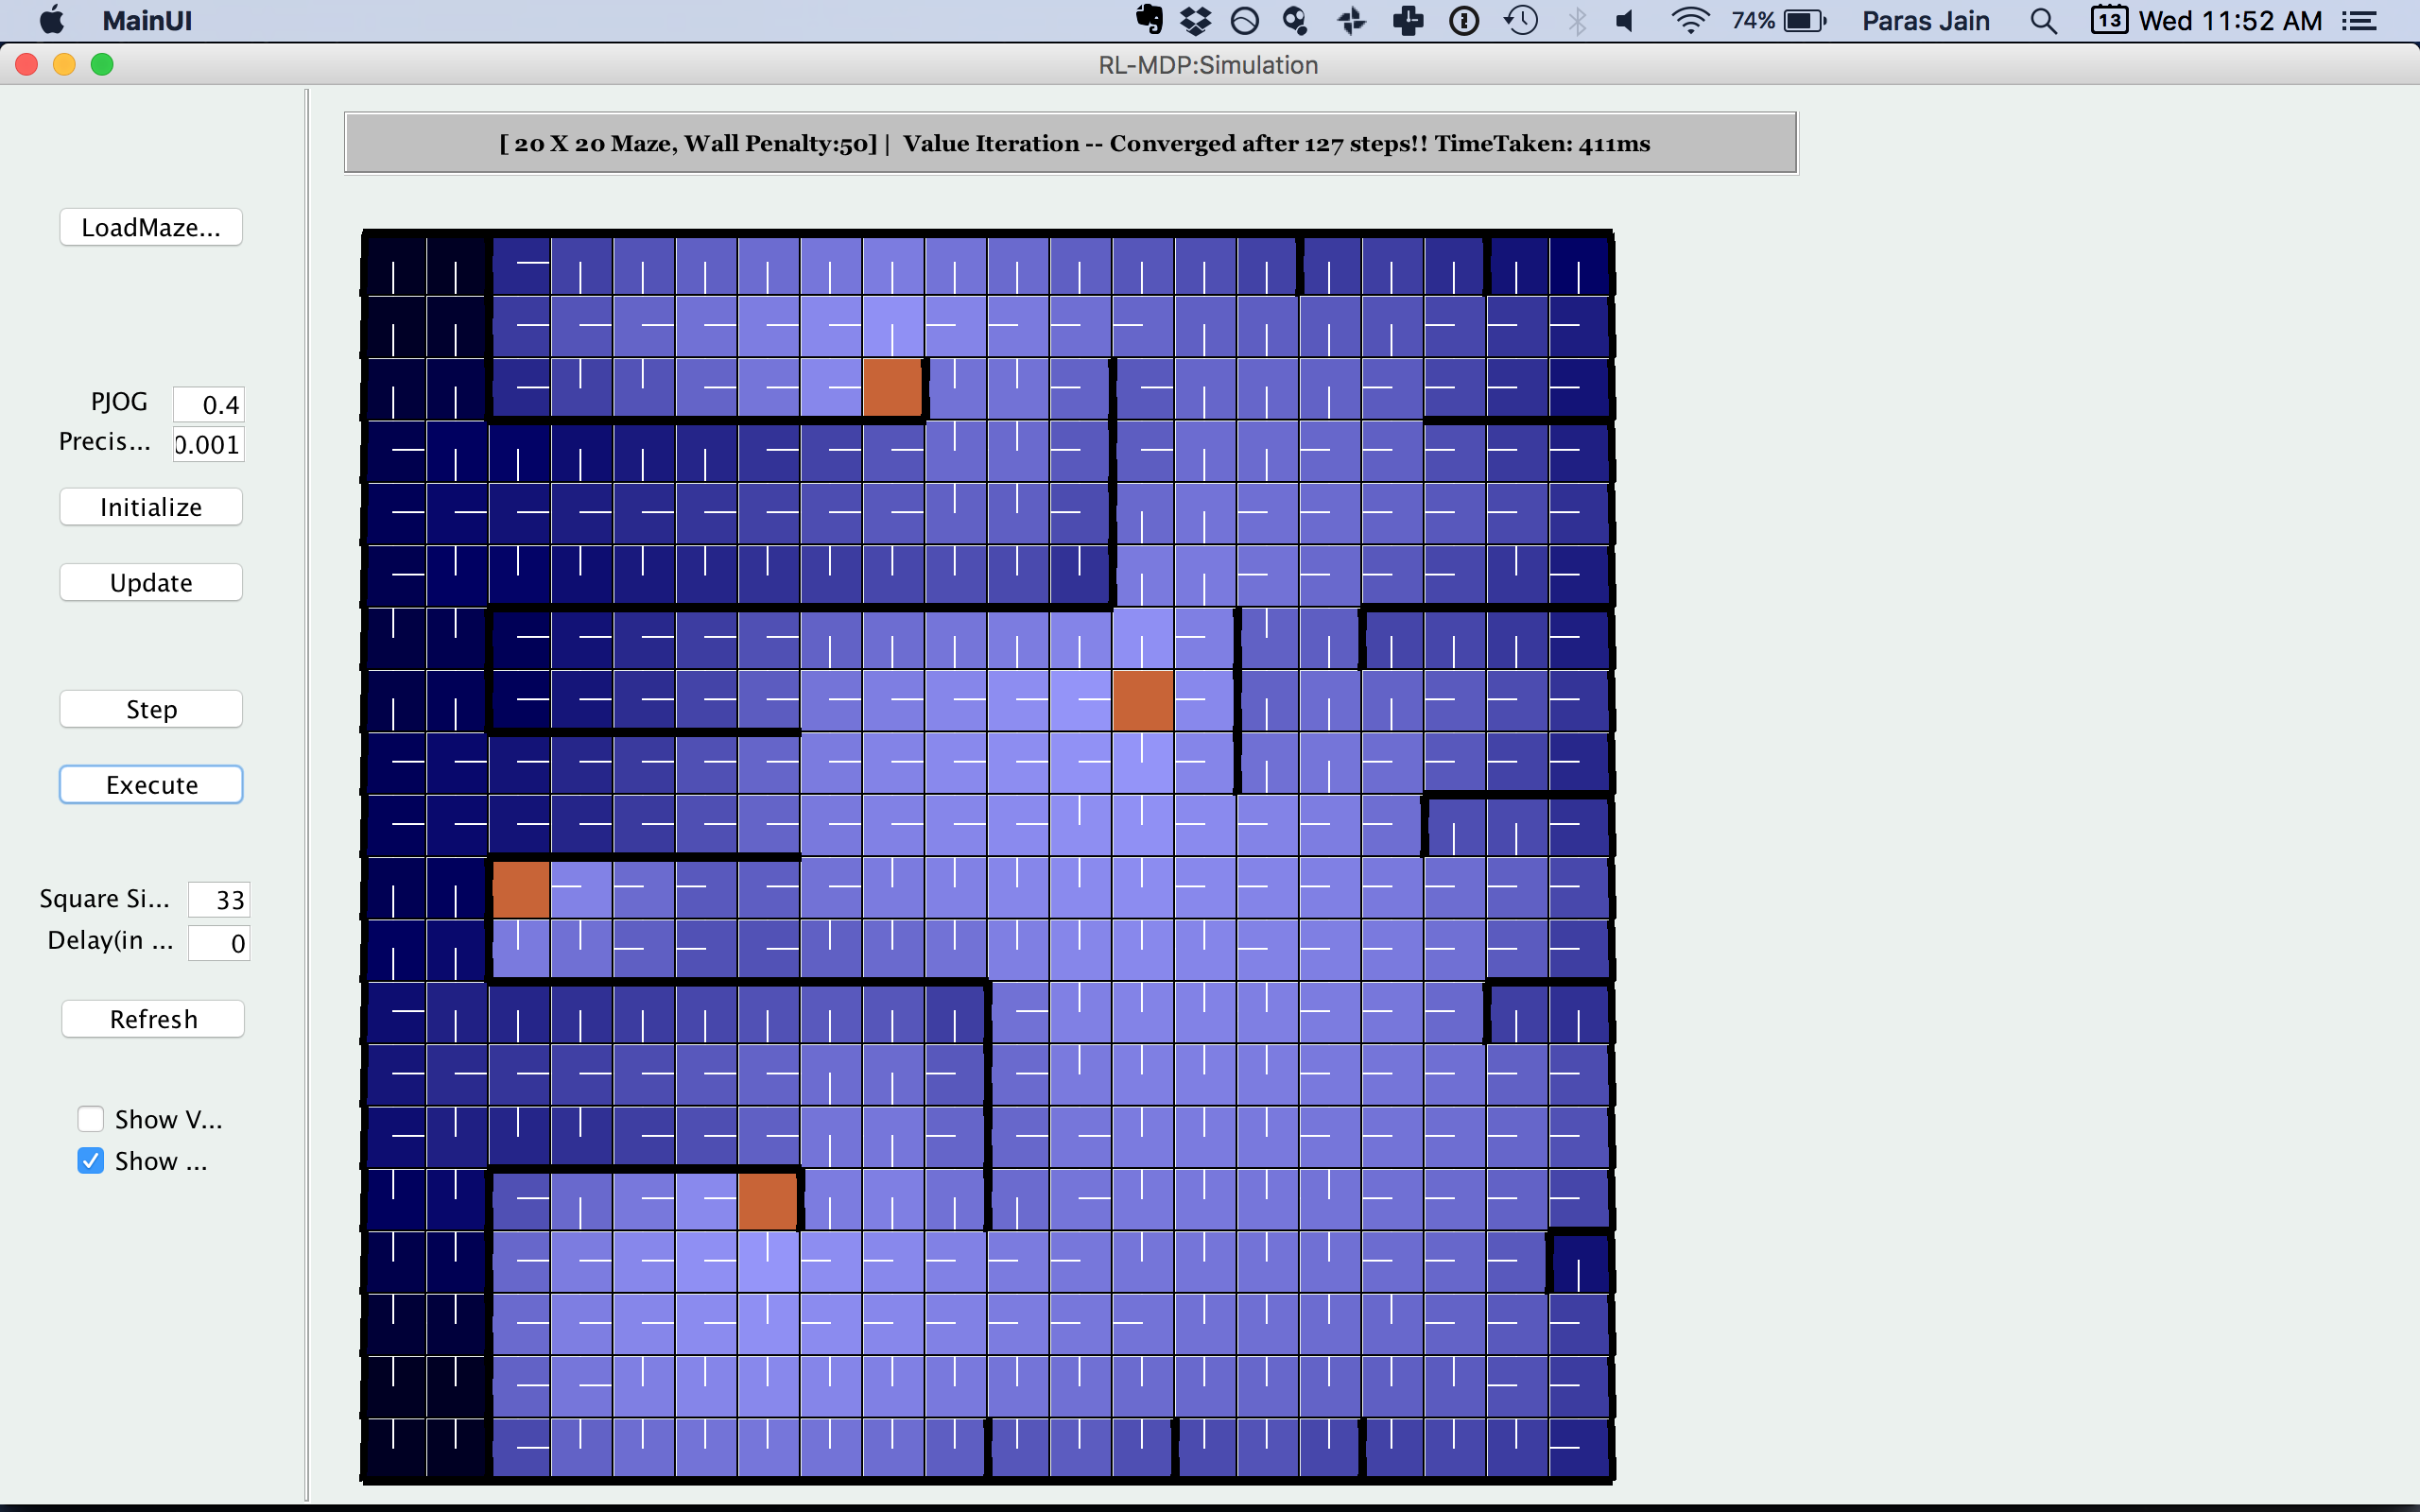 MainUI
74%
Paras Jain
13
Wed 11:52 AM
RL-MDP:Simulation
[ 20 X 20 Maze, Wall Penalty:50] | Value Iteration -- Converged after 127 steps!! TimeTaken: 411ms
LoadMaze...
PJOG 0.4
Precis... 0.001
Initialize
Update
Step
Execute
Square Si... 33
Delay(in ... 0
Refresh
Show V...
Show ...